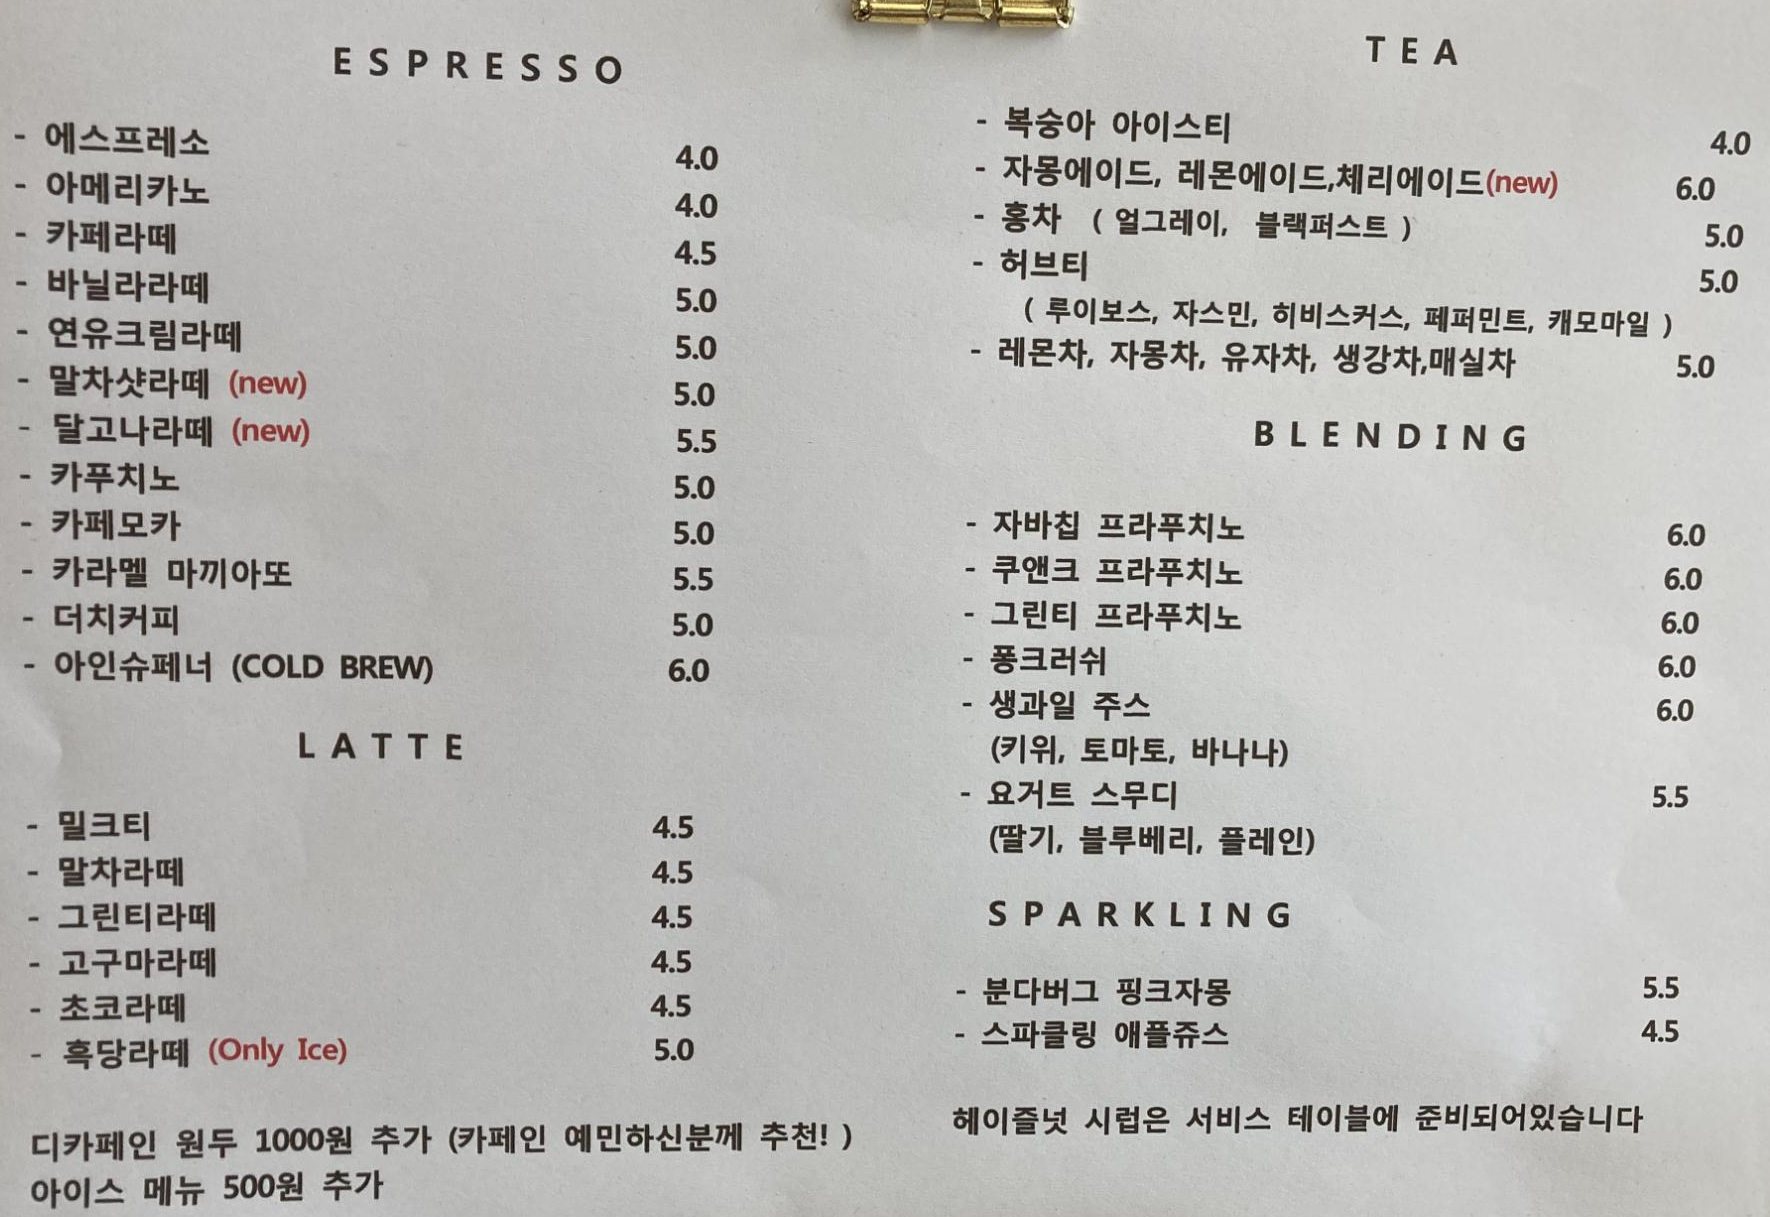 ESPRESSO
- 에스프레소 4.0
- 아메리카노 4.0
- 카페라떼 4.5
- 바닐라라떼 5.0
- 연유크림라떼 5.0
- 말차샷라떼 (new) 5.0
- 달고나라떼 (new) 5.5
- 카푸치노 5.0
- 카페모카 5.0
- 카라멜 마끼아또 5.5
- 더치커피 5.0
- 아인슈페너 (COLD BREW) 6.0
LATTE
- 밀크티 4.5
- 말차라떼 4.5
- 그린티라떼 4.5
- 고구마라떼 4.5
- 초코라떼 4.5
- 흑당라떼 (Only Ice) 5.0
디카페인 원두 1000원 추가 (카페인 예민하신분께 추천! )
아이스 메뉴 500원 추가
TEA
- 복숭아 아이스티 4.0
- 자몽에이드, 레몬에이드,체리에이드(new) 6.0
- 홍차 ( 얼그레이, 블랙퍼스트 ) 5.0
- 허브티 5.0
( 루이보스, 자스민, 히비스커스, 페퍼민트, 캐모마일 )
- 레몬차, 자몽차, 유자차, 생강차,매실차 5.0
BLENDING
- 자바칩 프라푸치노 6.0
- 쿠앤크 프라푸치노 6.0
- 그린티 프라푸치노 6.0
- 퐁크러쉬 6.0
- 생과일 주스 6.0
(키위, 토마토, 바나나)
- 요거트 스무디 5.5
(딸기, 블루베리, 플레인)
SPARKLING
- 분다버그 핑크자몽 5.5
- 스파클링 애플쥬스 4.5
헤이즐넛 시럽은 서비스 테이블에 준비되어있습니다